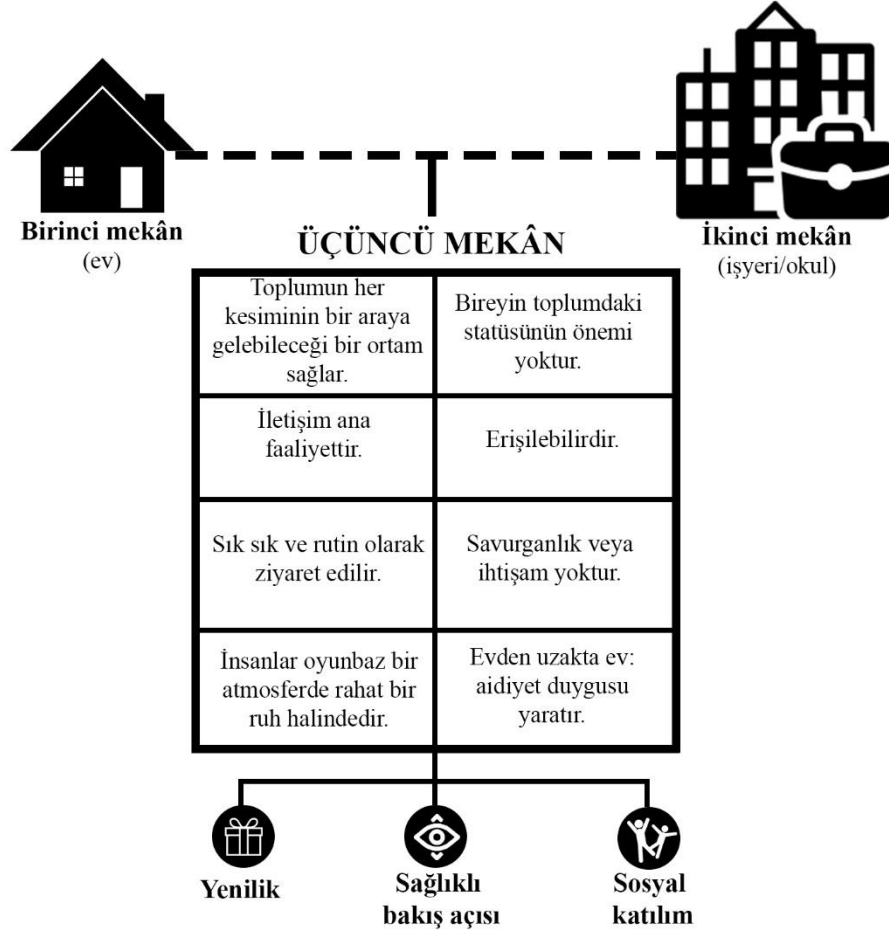 Birinci mekân
(ev)
İkinci mekân
(işyeri/okul)
ÜÇÜNCÜ MEKÂN
Toplumun her
kesiminin bir araya
gelebileceği bir ortam
sağlar.
Bireyin toplumdaki
statüsünün önemi
yoktur.
İletişim ana
faaliyettir.
Erişilebilirdir.
Sık sık ve rutin olarak
ziyaret edilir.
Savurganlık veya
ihtişam yoktur.
İnsanlar oyunbaz bir
atmosferde rahat bir
ruh halindedir.
Evden uzakta ev:
aidiyet duygusu
yaratır.
Yenilik
Sağlıklı
bakış açısı
Sosyal
katılım